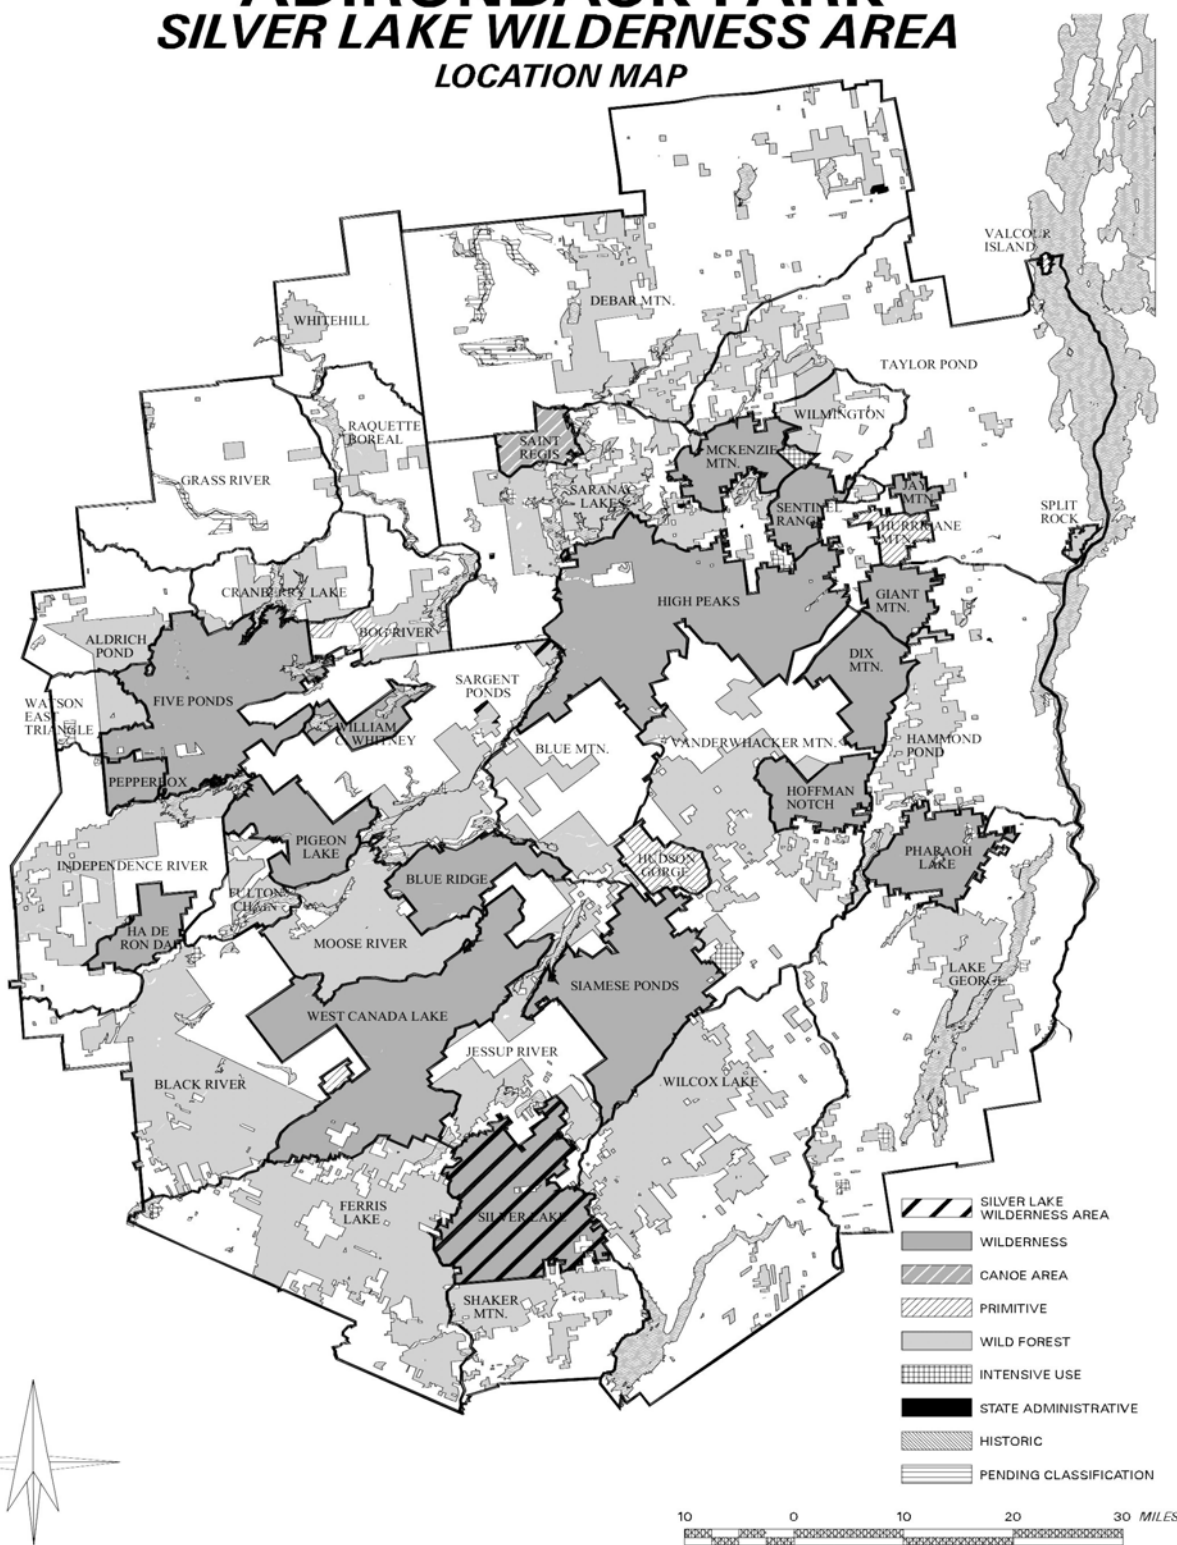 ADIRONDACK PARK
SILVER LAKE WILDERNESS AREA
LOCATION MAP
VALCOUR
ISLAND
DEBAR MTN.
WHITEHILL
TAYLOR POND
WILMINGTON
RAQUETTE
BOREAL
SAINT
REGIS
MCKENZIE
MTN.
GRASS RIVER
SARANAC
LAKES
SENTINEL
RANGE
JAY
MTN.
SPLIT
ROCK
HURRICANE
MTN.
CRANBERRY LAKE
HIGH PEAKS
GIANT
MTN.
ALDRICH
POND
BOG RIVER
DIX
MTN.
SARGENT
PONDS
WATSON
EAST
TRIANGLE
FIVE PONDS
WILLIAM
C. WHITNEY
BLUE MTN.
VANDERWHACKER MTN.
HAMMOND
POND
PEPPERBOX
HOFFMAN
NOTCH
PIGEON
LAKE
PHARAOH
LAKE
INDEPENDENCE RIVER
HUDSON
GORGE
BLUE RIDGE
FULTON
CHAIN
HA DE
RON DAH
MOOSE RIVER
LAKE
GEORGE
SIAMESE PONDS
WEST CANADA LAKE
JESSUP RIVER
BLACK RIVER
WILCOX LAKE
FERRIS
LAKE
SILVER LAKE
SHAKER
MTN.
SILVER LAKE
WILDERNESS AREA
WILDERNESS
CANOE AREA
PRIMITIVE
WILD FOREST
INTENSIVE USE
STATE ADMINISTRATIVE
HISTORIC
PENDING CLASSIFICATION
10 0 10 20 30 MILES